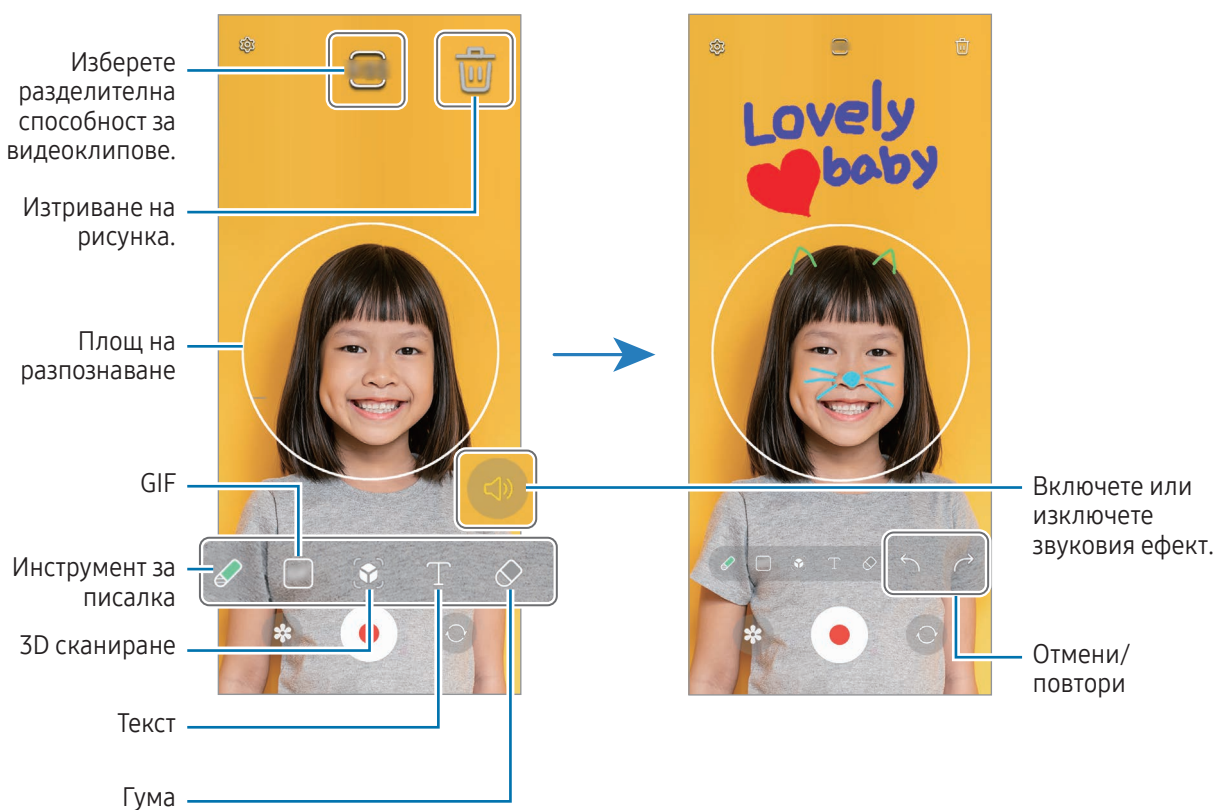 Изберете
разделителна
способност за
видеоклипове.
Изтриване на
рисунка.
Площ на
разпознаване
GIF
Инструмент за
писалка
3D сканиране
Текст
Гума
Lovely
baby
Включете или
изключете
звуковия ефект.
Отмени/
повтори